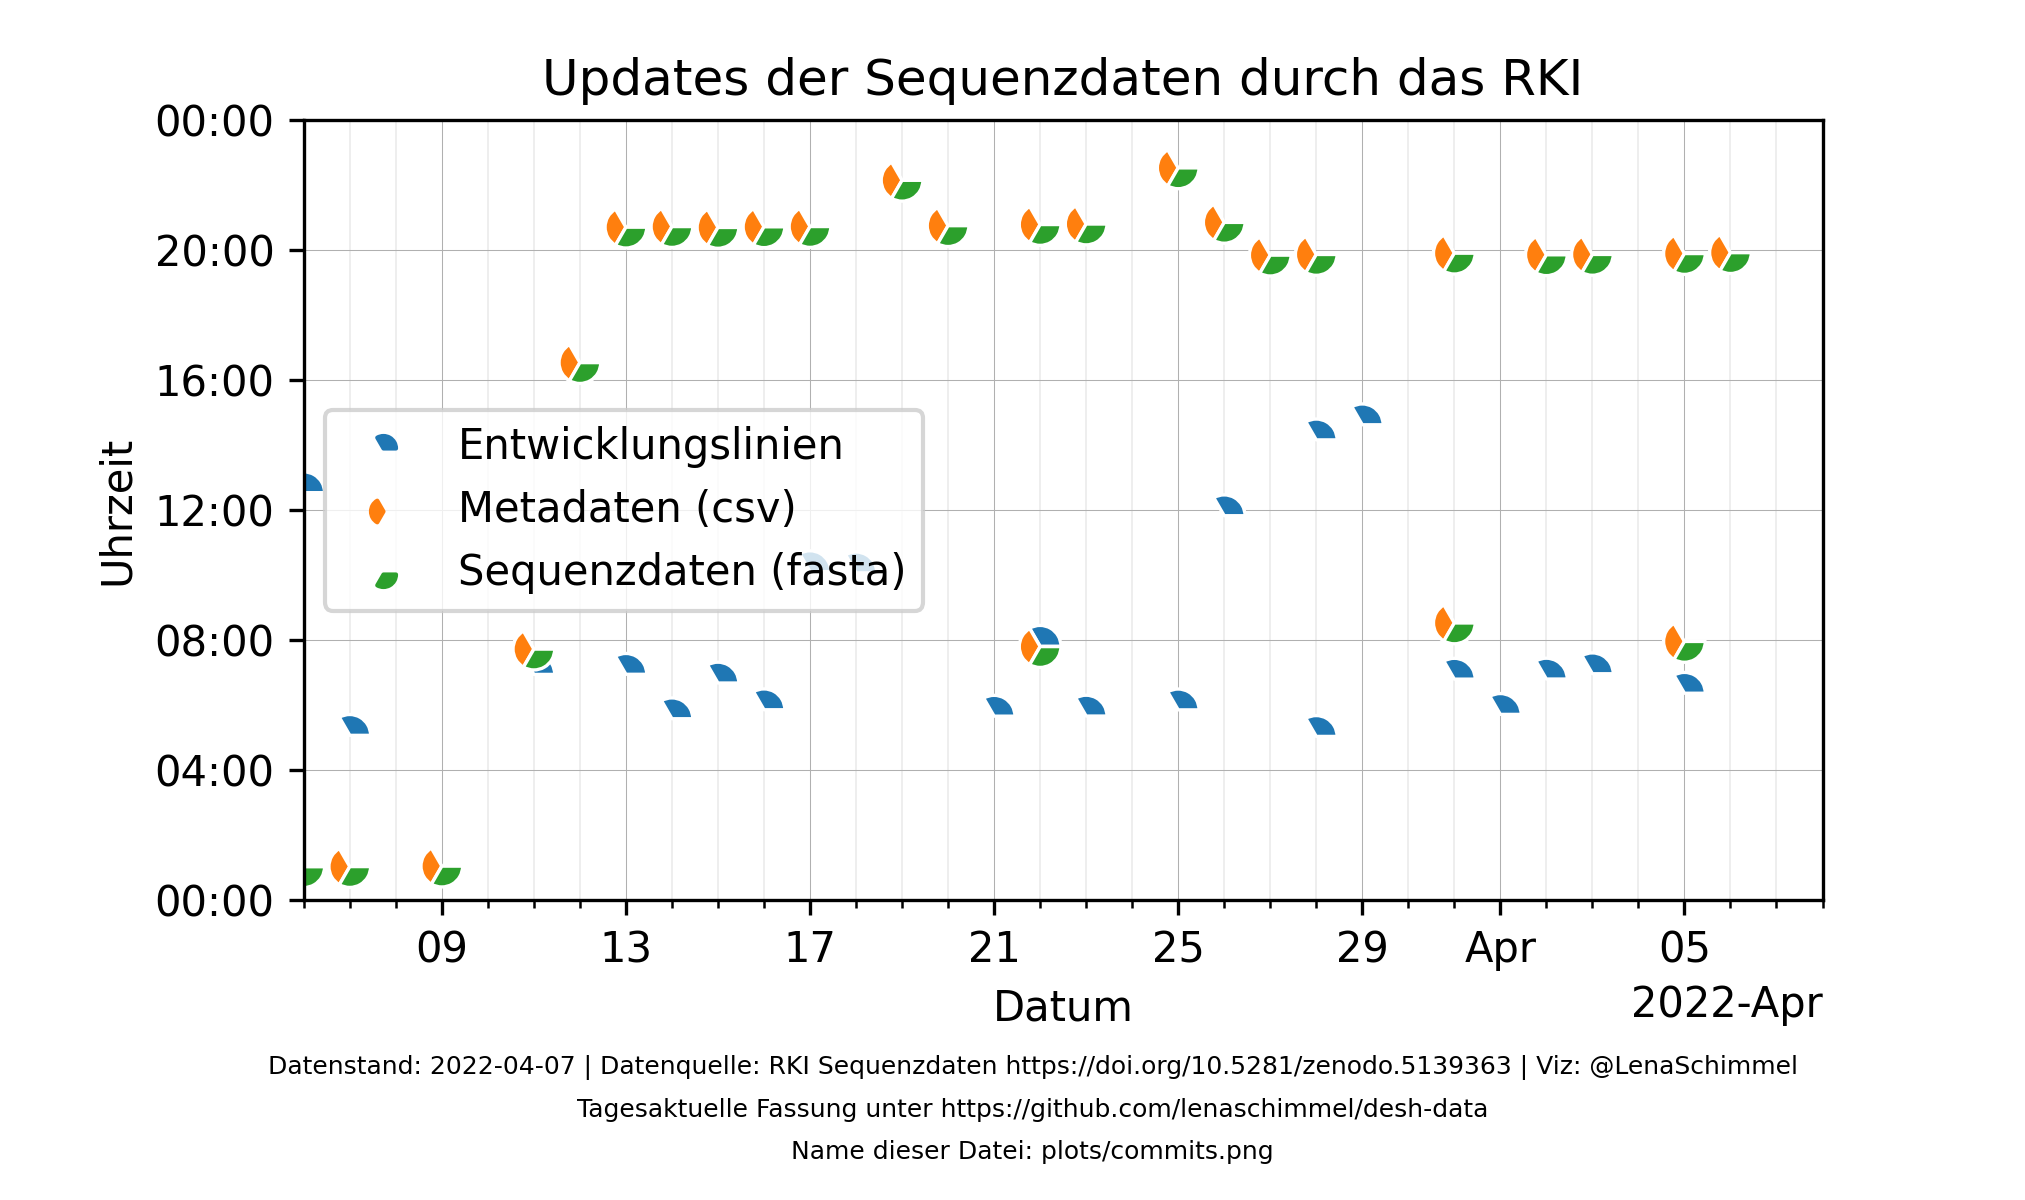 Updates der Sequenzdaten durch das RKI
00:00
20:00
16:00
12:00
08:00
04:00
00:00
Uhrzeit
Entwicklungslinien
Metadaten (csv)
Sequenzdaten (fasta)
09 13 17 21 25 29 Apr 05
Datum
2022-Apr
Datenstand: 2022-04-07 | Datenquelle: RKI Sequenzdaten https://doi.org/10.5281/zenodo.5139363 | Viz: @LenaSchimmel
Tagesaktuelle Fassung unter https://github.com/lenaschimmel/desh-data
Name dieser Datei: plots/commits.png